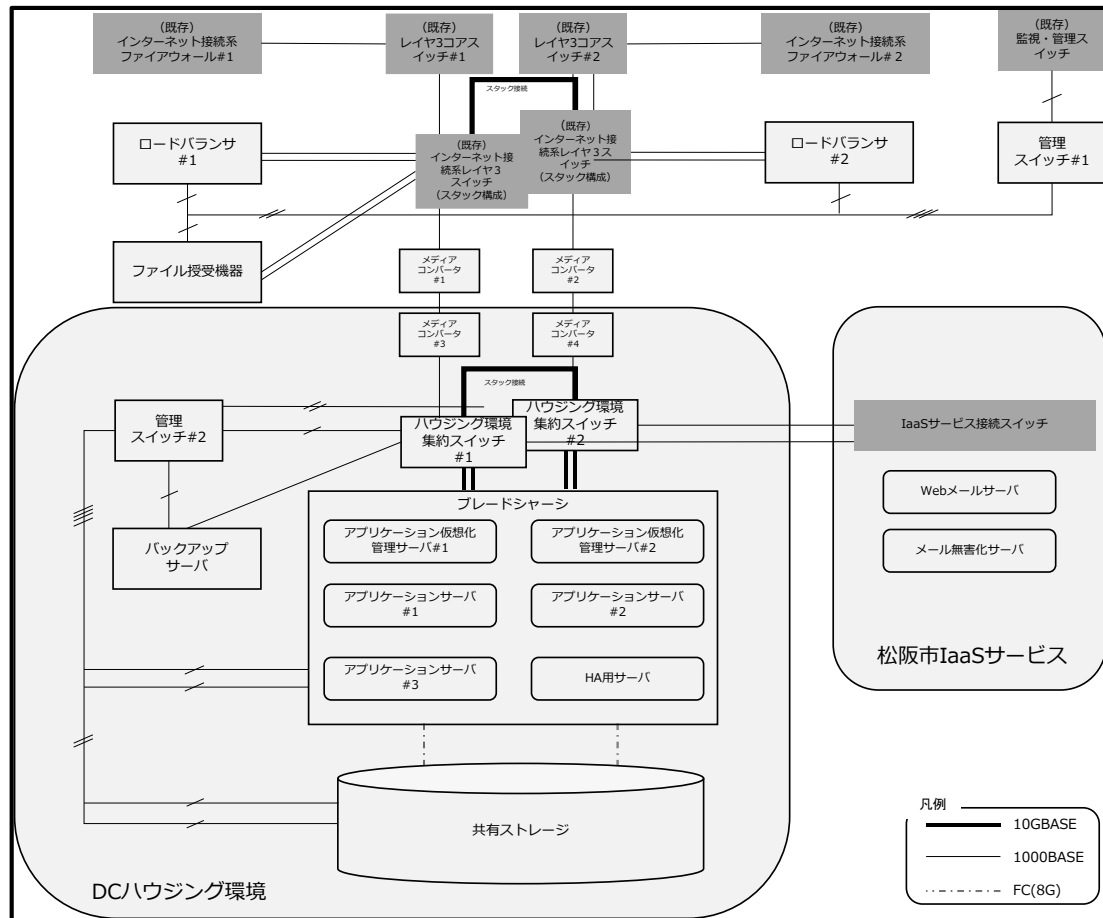 (既存)
インターネット接続系
ファイアウォール#1
(既存)
レイヤ3コアス
イッチ#1
(既存)
レイヤ3コアス
イッチ#2
(既存)
インターネット接続系
ファイアウォール#２
(既存)
監視・管理ス
イッチ
スタック接続
ロードバランサ
#1
(既存)
インターネット接
続系レイヤ３
スイッチ
（スタック構成）
（既存）
インターネット接
続系レイヤ３ス
イッチ
（スタック構成）
ロードバランサ
#2
管理
スイッチ#1
ファイル授受機器
メディア
コンバータ
#1
メディア
コンバータ
#2
メディア
コンバータ
#3
メディア
コンバータ
#4
スタック接続
管理
スイッチ#2
ハウジング環境
集約スイッチ
#1
ハウジング環境
集約スイッチ
#2
IaaSサービス接続スイッチ
Webメールサーバ
メール無害化サーバ
松阪市IaaSサービス
バックアップ
サーバ
ブレードシャーシ
アプリケーション仮想化
管理サーバ#1
アプリケーション仮想化
管理サーバ#2
アプリケーションサーバ
#1
アプリケーションサーバ
#2
アプリケーションサーバ
#3
HA用サーバ
共有ストレージ
DCハウジング環境
凡例
10GBASE
1000BASE
FC(8G)